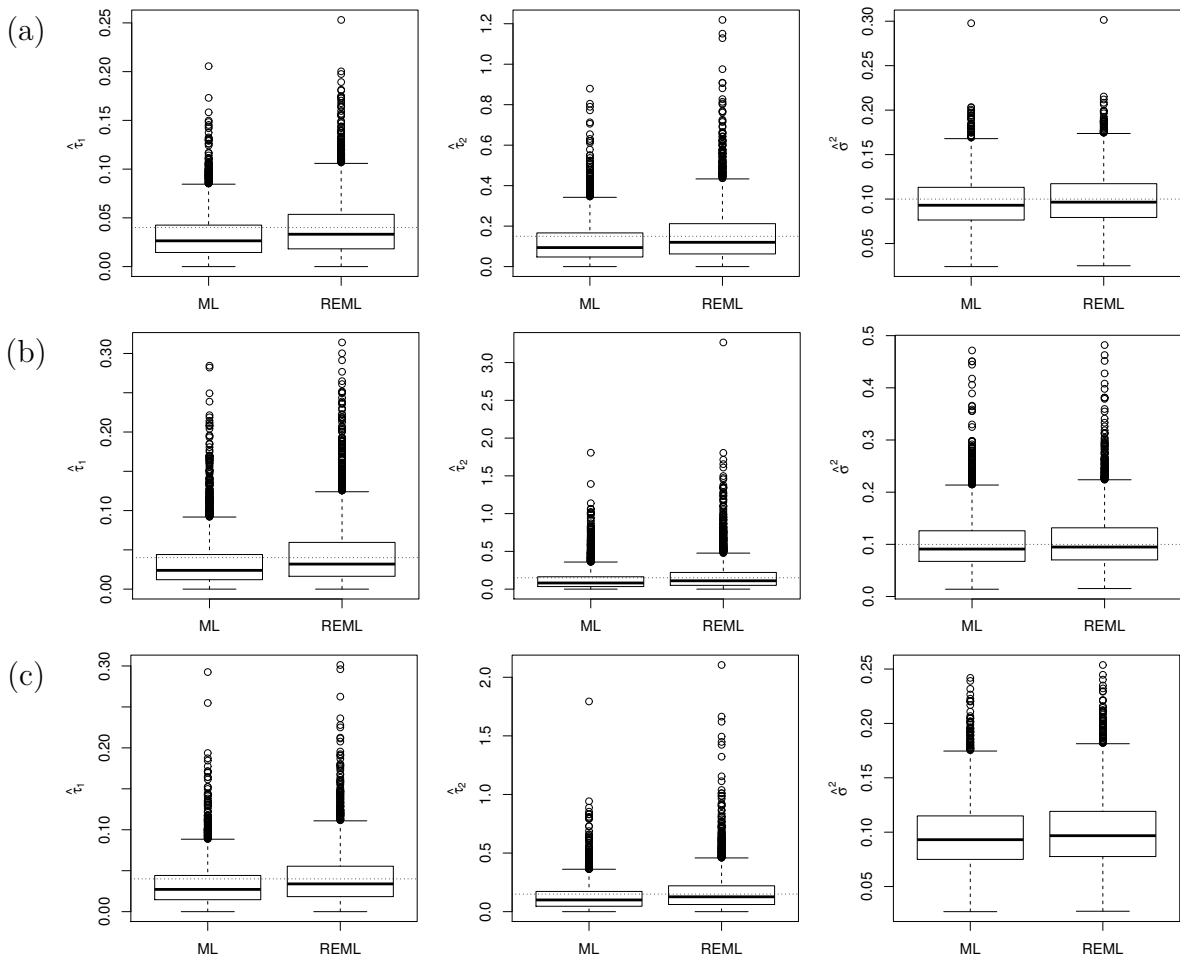 (a)
0.00 0.05 0.10 0.15 0.20 0.25
τ̂₁
ML REML
0.0 0.2 0.4 0.6 0.8 1.0 1.2
τ̂₂
ML REML
0.05 0.10 0.15 0.20 0.25 0.30
σ̂²
ML REML
(b)
0.00 0.10 0.20 0.30
τ̂₁
ML REML
0.0 0.5 1.0 1.5 2.0 2.5 3.0
τ̂₂
ML REML
0.0 0.1 0.2 0.3 0.4 0.5
σ̂²
ML REML
(c)
0.00 0.10 0.20 0.30
τ̂₁
ML REML
0.0 0.5 1.0 1.5 2.0
τ̂₂
ML REML
0.05 0.10 0.15 0.20 0.25
σ̂²
ML REML